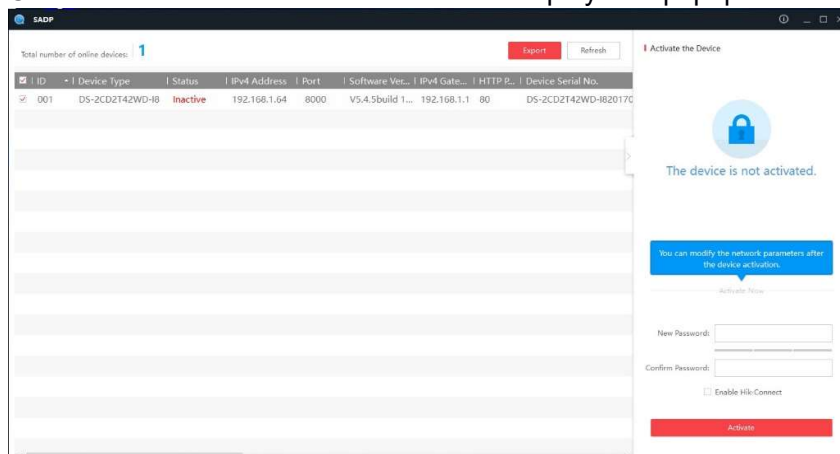 SADP
Total number of online devices: 1
Export
Refresh
ID
Device Type
Status
IPv4 Address
Port
Software Ver...
IPv4 Gate...
HTTP P...
Device Serial No.
001
DS-2CD2T42WD-I8
Inactive
192.168.1.64
8000
V5.4.5build 1...
192.168.1.1
80
DS-2CD2T42WD-I820170
Activate the Device
The device is not activated.
You can modify the network parameters after
the device activation.
Activate Now
New Password:
Confirm Password:
Enable Hik-Connect
Activate